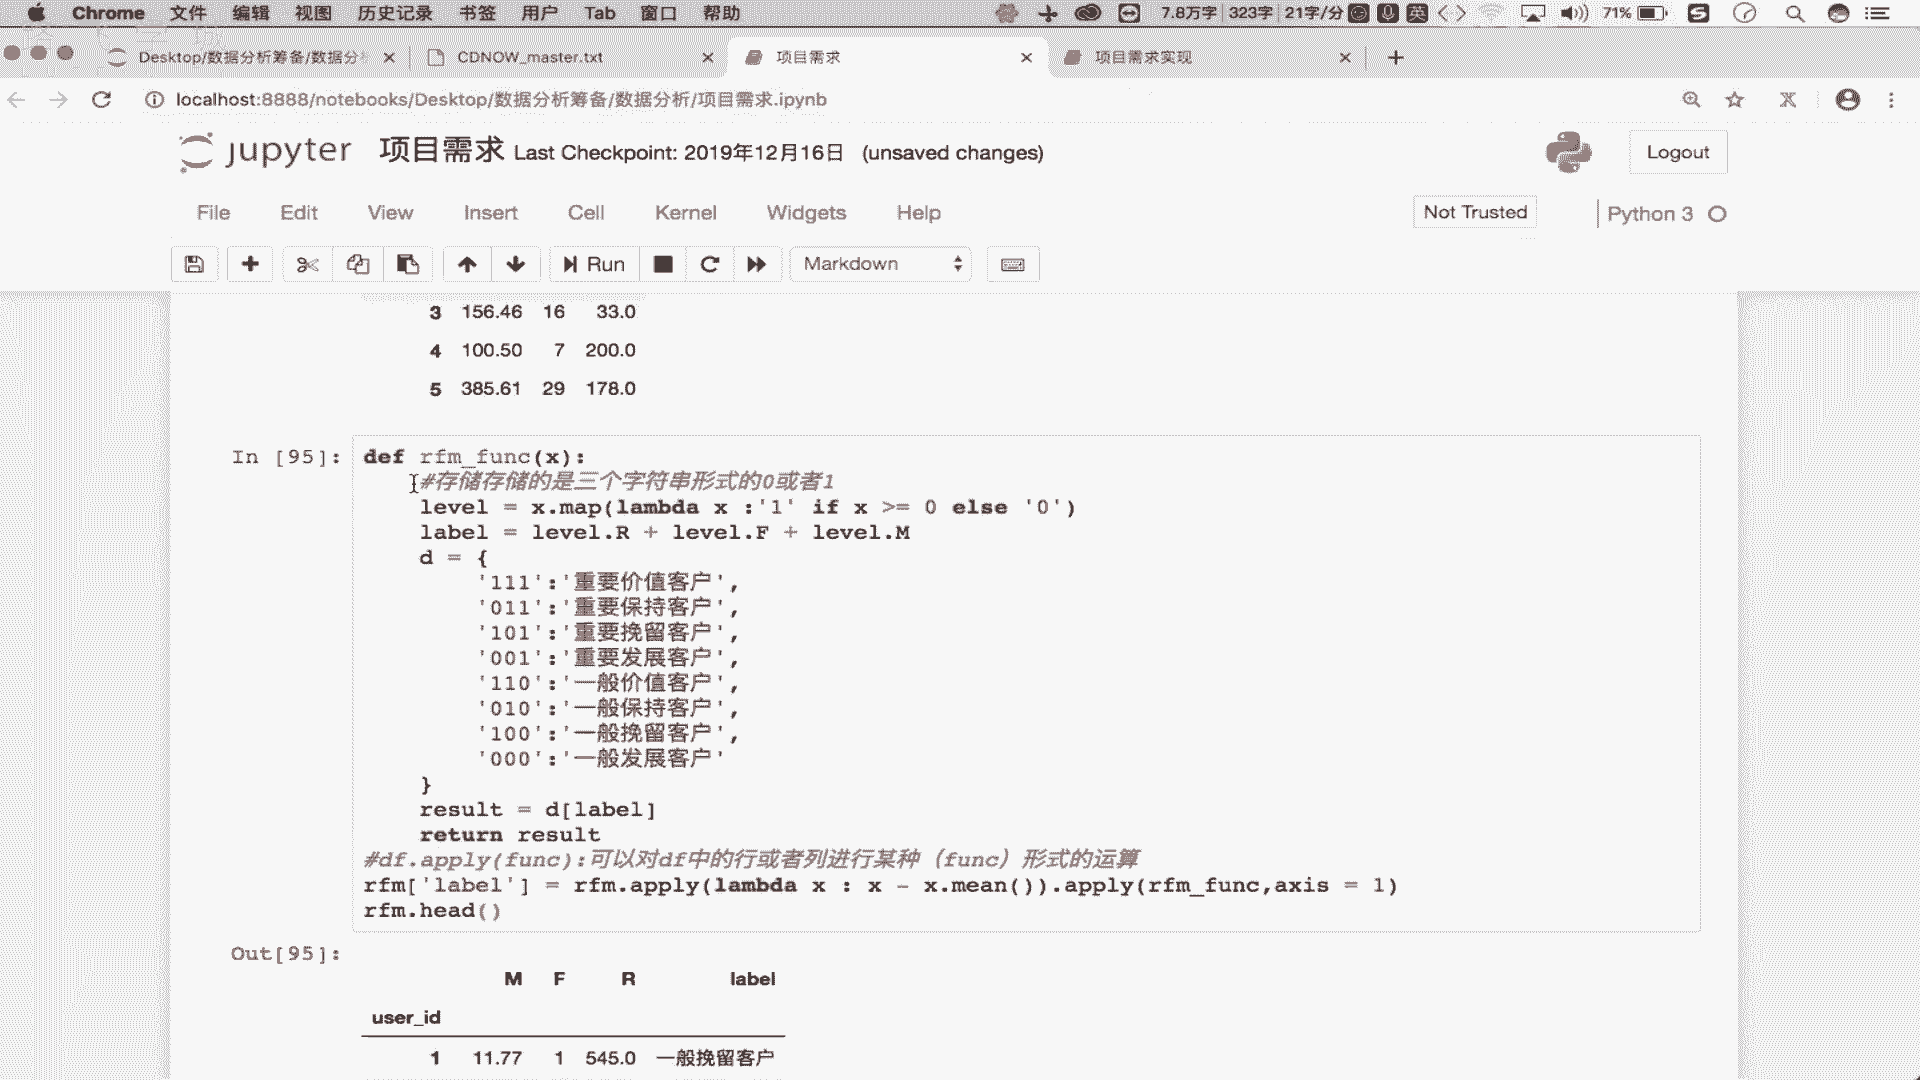 Chrome 文件 编辑 视图 历史记录 书签 用户 Tab 窗口 帮助 7.8万字 323字 21字/分 英 71%
Desktop/数据分析筹备/数据分 CDNOW_master.txt 项目需求 项目需求实现
localhost:8888/notebooks/Desktop/数据分析筹备/数据分析/项目需求.ipynb
jupyter 项目需求 Last Checkpoint: 2019年12月16日 (unsaved changes) Logout
File Edit View Insert Cell Kernel Widgets Help Not Trusted Python 3
Run Markdown
3 156.46 16 33.0
4 100.50 7 200.0
5 385.61 29 178.0
In [95]: def rfm_func(x):
#存储存储的是三个字符串形式的0或者1
level = x.map(lambda x :'1' if x >= 0 else '0')
label = level.R + level.F + level.M
d = {
'111':'重要价值客户',
'011':'重要保持客户',
'101':'重要挽留客户',
'001':'重要发展客户',
'110':'一般价值客户',
'010':'一般保持客户',
'100':'一般挽留客户',
'000':'一般发展客户'
}
result = d[label]
return result
#df.apply(func):可以对df中的行或者列进行某种（func）形式的运算
rfm['label'] = rfm.apply(lambda x : x - x.mean()).apply(rfm_func,axis = 1)
rfm.head()
Out[95]:
M F R label
user_id
1 11.77 1 545.0 一般挽留客户